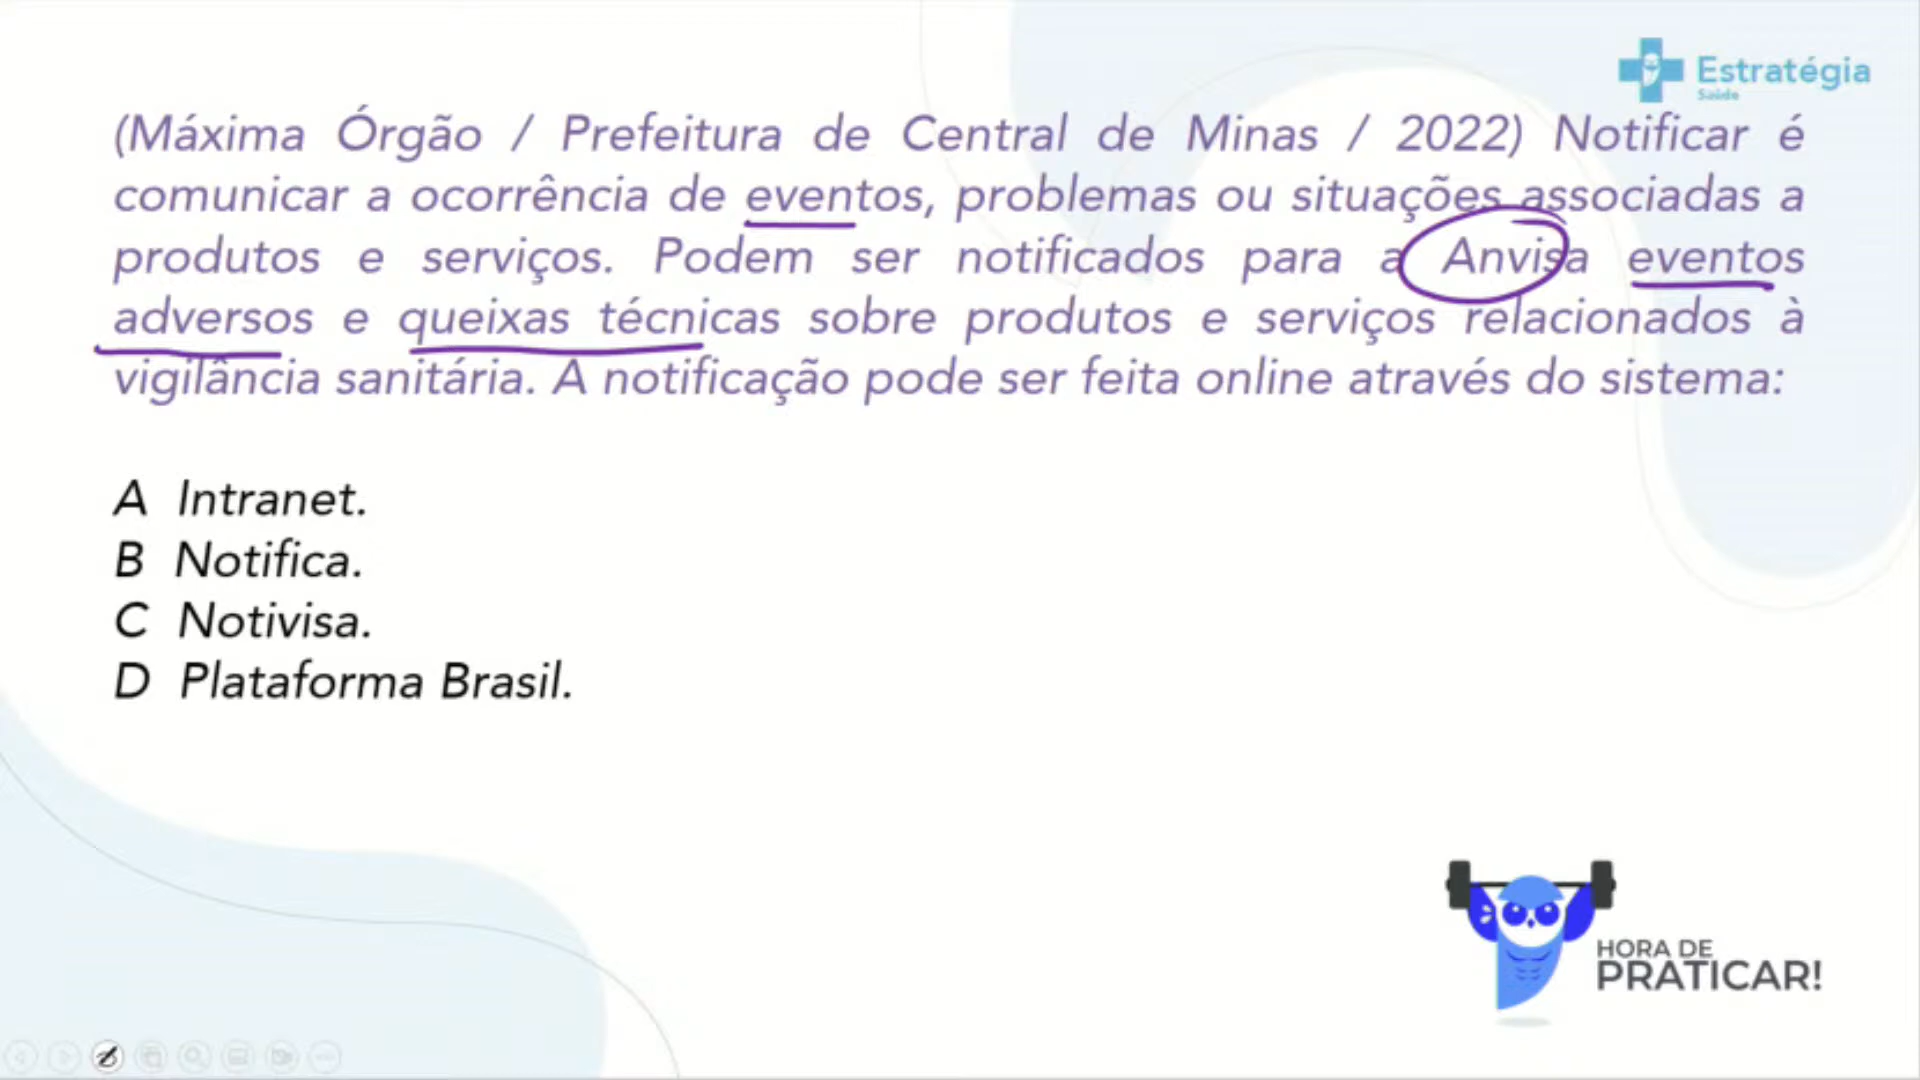 Estratégia
Saúde
(Máxima Órgão / Prefeitura de Central de Minas / 2022) Notificar é
comunicar a ocorrência de eventos, problemas ou situações associadas a
produtos e serviços. Podem ser notificados para a Anvisa eventos
adversos e queixas técnicas sobre produtos e serviços relacionados à
vigilância sanitária. A notificação pode ser feita online através do sistema:
A Intranet.
B Notifica.
C Notivisa.
D Plataforma Brasil.
HORA DE
PRATICAR!